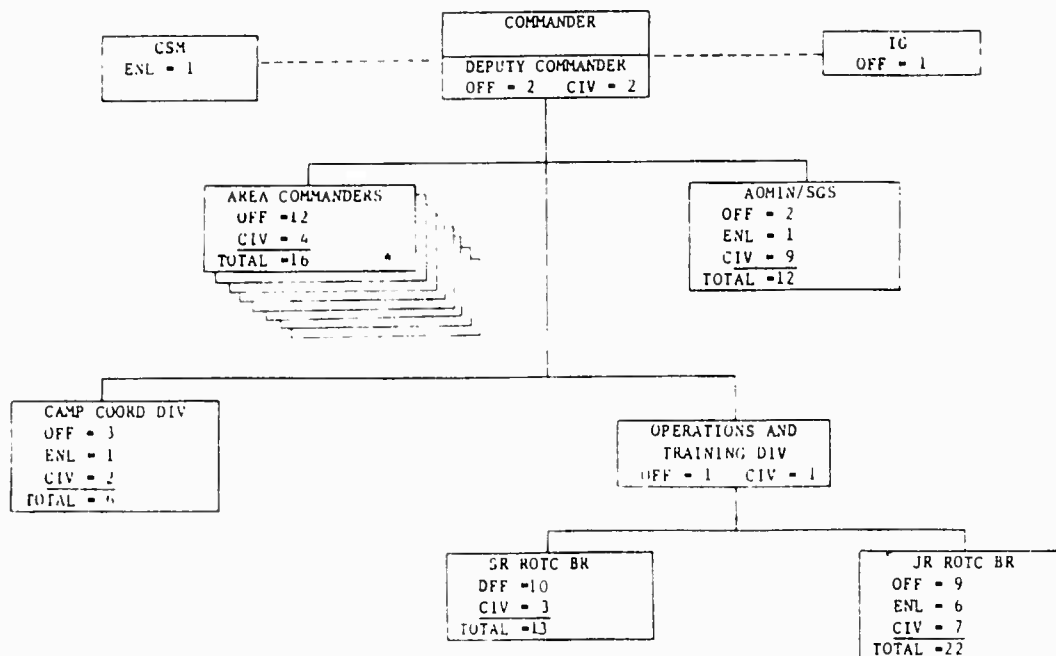 COMMANDER
CSM
ENL = 1
DEPUTY COMMANDER
OFF = 2 CIV = 2
IG
OFF = 1
AREA COMMANDERS
OFF =12
CIV = 4
TOTAL =16
ADMIN/SGS
OFF = 2
ENL = 1
CIV = 9
TOTAL =12
CAMP COORD DIV
OFF = 3
ENL = 1
CIV = 2
TOTAL = 6
OPERATIONS AND
TRAINING DIV
OFF = 1 CIV = 1
SR ROTC BR
OFF =10
CIV = 3
TOTAL =13
JR ROTC BR
OFF = 9
ENL = 6
CIV = 7
TOTAL =22